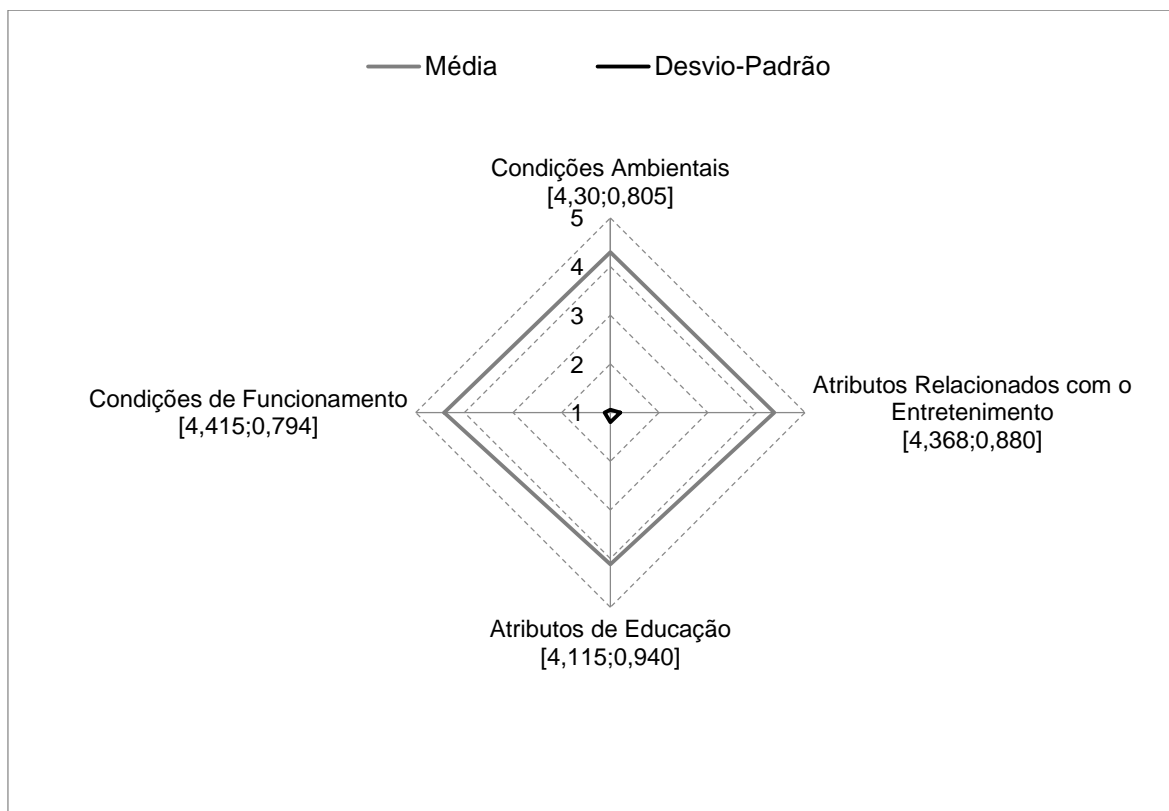 Média
Desvio-Padrão
Condições Ambientais
[4,30;0,805]
5
4
3
2
1
Condições de Funcionamento
[4,415;0,794]
Atributos Relacionados com o
Entretenimento
[4,368;0,880]
Atributos de Educação
[4,115;0,940]